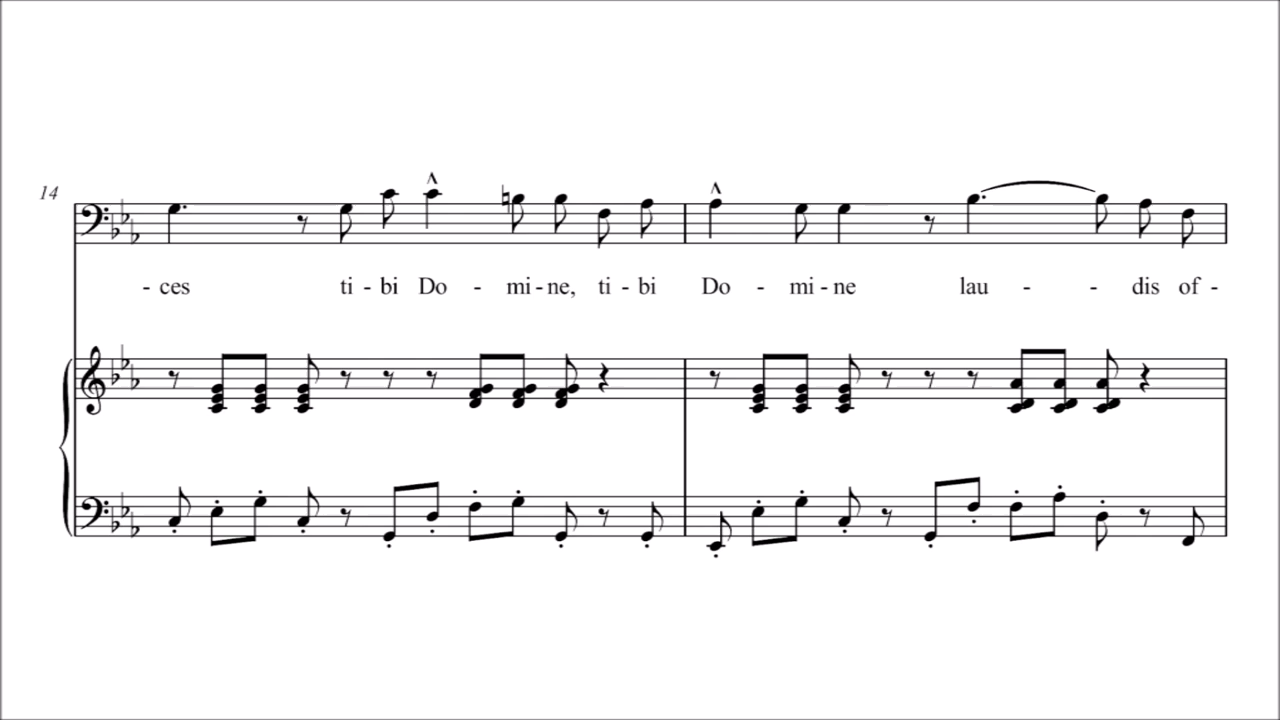 14
- ces ti - bi Do - mi - ne, ti - bi Do - mi - ne lau - - dis of -